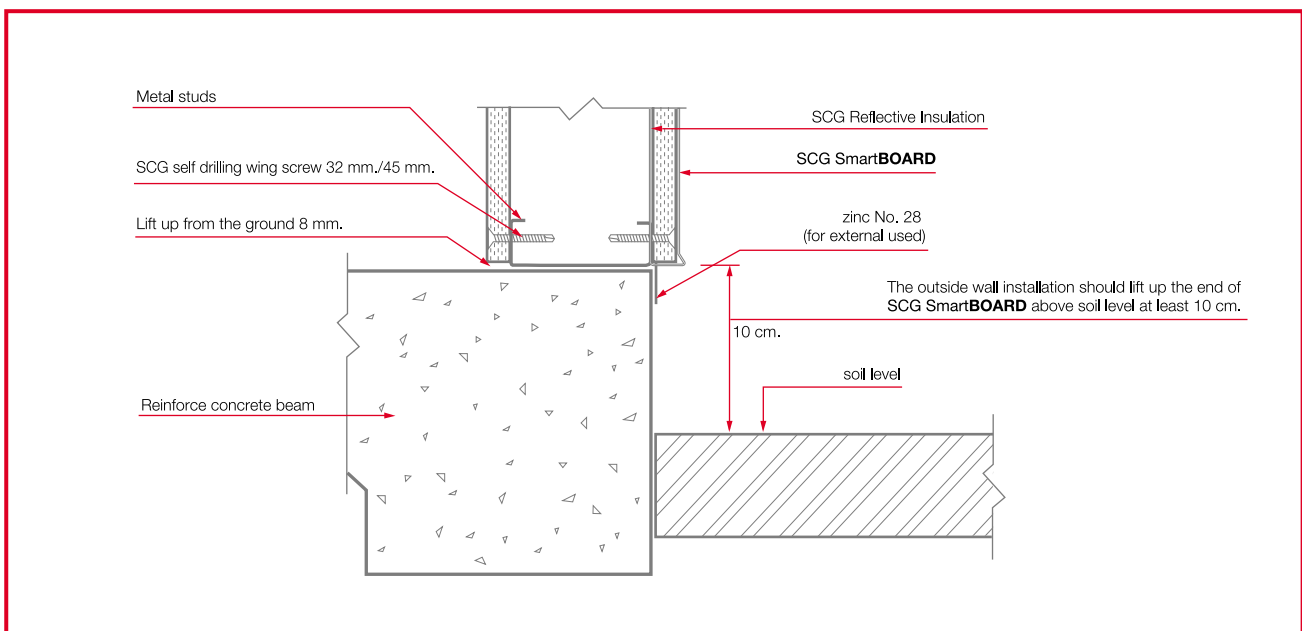 Metal studs
SCG self drilling wing screw 32 mm./45 mm.
Lift up from the ground 8 mm.
Reinforce concrete beam
SCG Reflective Insulation
SCG SmartBOARD
zinc No. 28
(for external used)
The outside wall installation should lift up the end of
SCG SmartBOARD above soil level at least 10 cm.
10 cm.
soil level